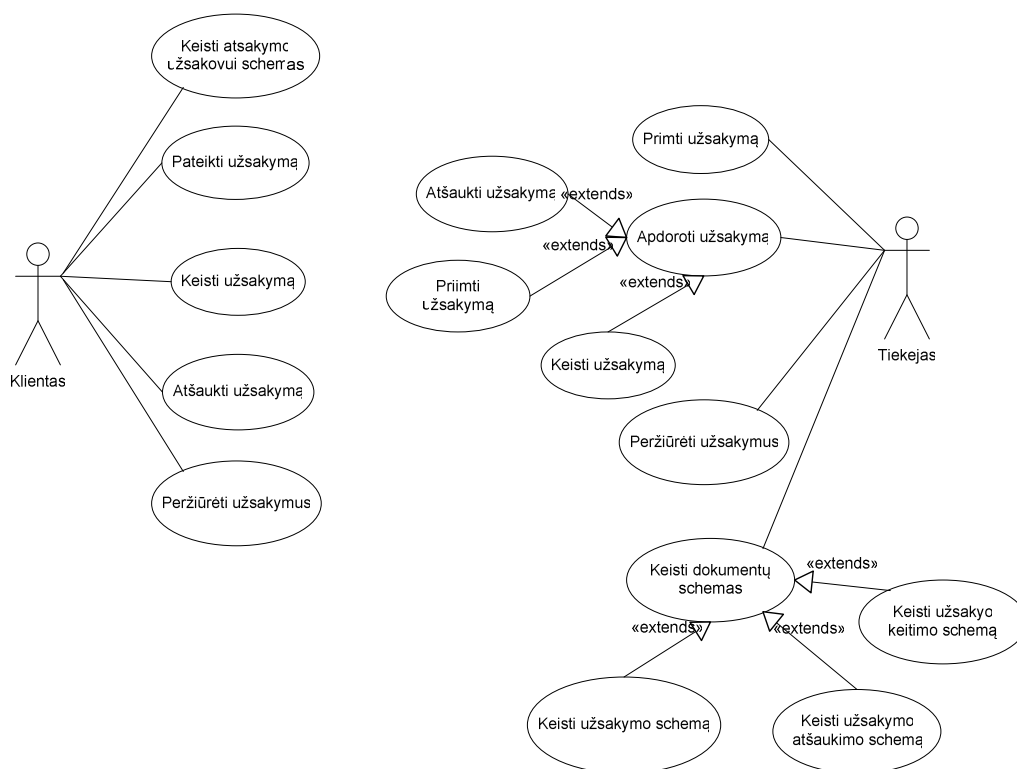 Keisti atsakymo
užsakovui schemas
Pateikti užsakymą
Keisti užsakymą
Atšaukti užsakymą
Peržiūrėti užsakymus
Klientas
Primti užsakymą
Atšaukti užsakymą
«extends»
Apdoroti užsakymą
«extends»
Priimti
užsakymą
«extends»
Keisti užsakymą
Peržiūrėti užsakymus
Tiekejas
Keisti dokumentų
schemas
«extends»
Keisti užsakyo
keitimo schemą
«extends»
«extends»
Keisti užsakymo schemą
Keisti užsakymo
atšaukimo schemą